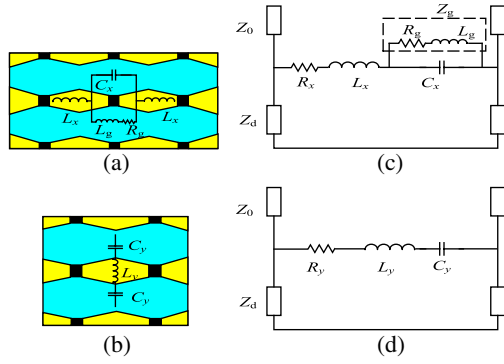 C_x
L_x
L_x
L_g
R_g
(a)
C_y
L_y
C_y
(b)
Z_0
Z_g
R_g
L_g
R_x
L_x
C_x
Z_d
(c)
Z_0
R_y
L_y
C_y
Z_d
(d)